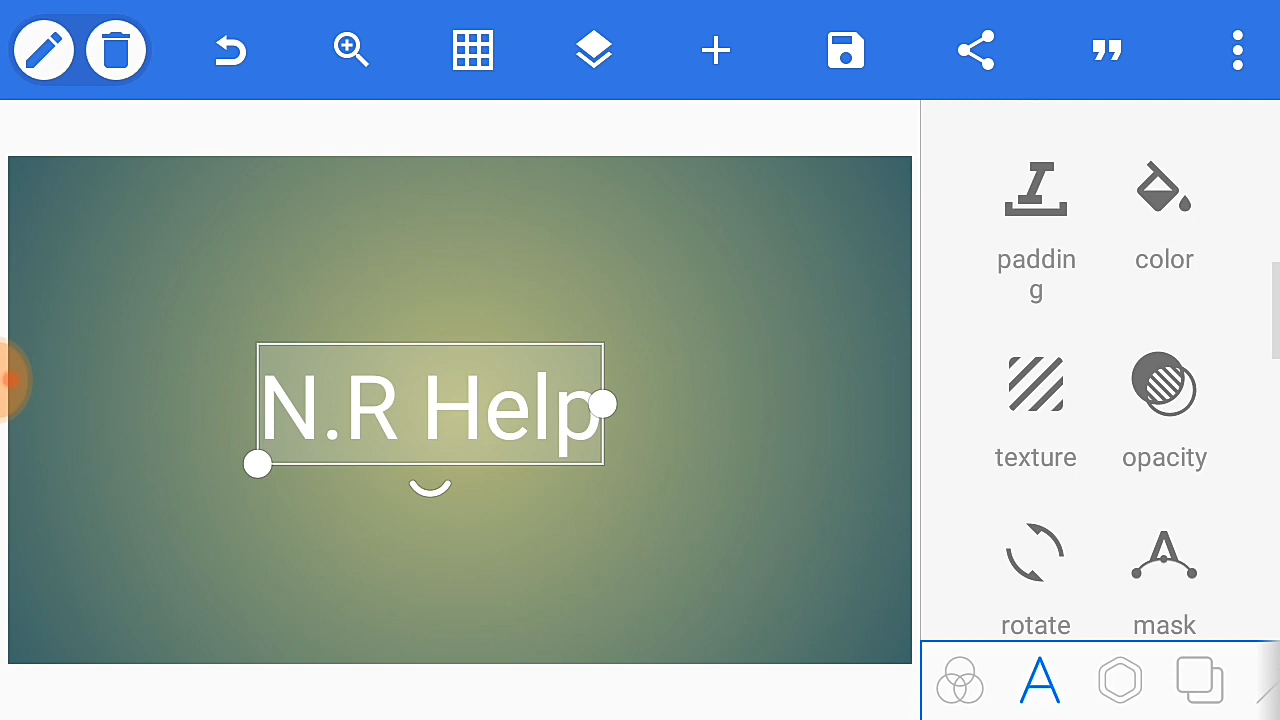 N.R Help
paddin
g
color
texture
opacity
rotate
mask